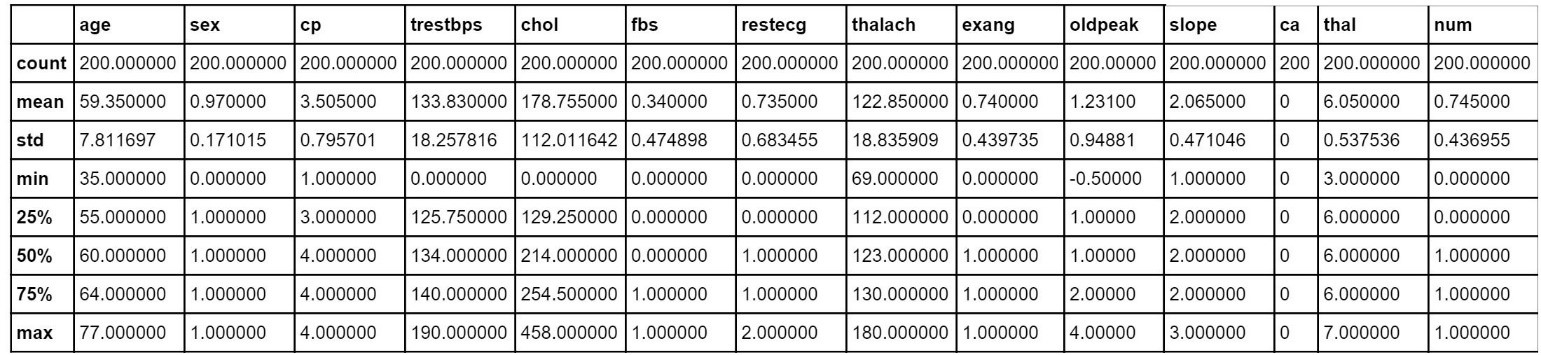 age sex cp trestbps chol fbs restecg thalach exang oldpeak slope ca thal num
count 200.000000 200.000000 200.000000 200.000000 200.000000 200.000000 200.000000 200.000000 200.000000 200.00000 200.000000 200 200.000000 200.000000
mean 59.350000 0.970000 3.505000 133.830000 178.755000 0.340000 0.735000 122.850000 0.740000 1.23100 2.065000 0 6.050000 0.745000
std 7.811697 0.171015 0.795701 18.257816 112.011642 0.474898 0.683455 18.835909 0.439735 0.94881 0.471046 0 0.537536 0.436955
min 35.000000 0.000000 1.000000 0.000000 0.000000 0.000000 0.000000 69.000000 0.000000 -0.50000 1.000000 0 3.000000 0.000000
25% 55.000000 1.000000 3.000000 125.750000 129.250000 0.000000 0.000000 112.000000 0.000000 1.00000 2.000000 0 6.000000 0.000000
50% 60.000000 1.000000 4.000000 134.000000 214.000000 0.000000 1.000000 123.000000 1.000000 1.00000 2.000000 0 6.000000 1.000000
75% 64.000000 1.000000 4.000000 140.000000 254.500000 1.000000 1.000000 130.000000 1.000000 2.00000 2.000000 0 6.000000 1.000000
max 77.000000 1.000000 4.000000 190.000000 458.000000 1.000000 2.000000 180.000000 1.000000 4.00000 3.000000 0 7.000000 1.000000